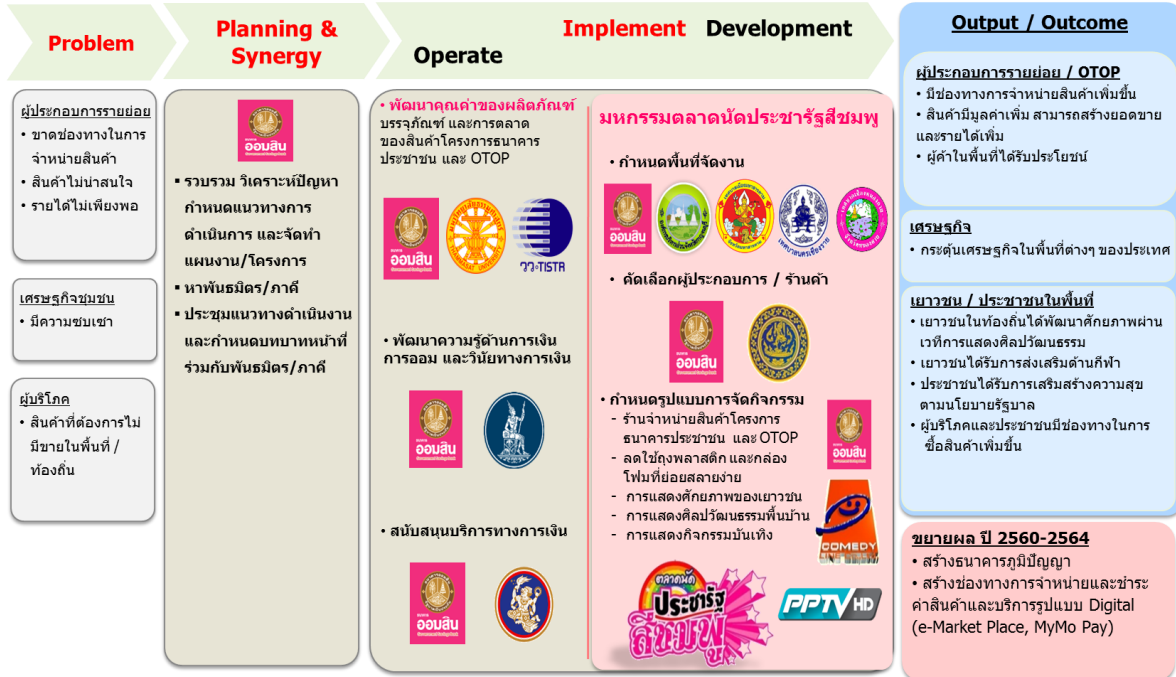 Problem
Planning &
Synergy
Operate
Implement Development
Output / Outcome
ผู้ประกอบการรายย่อย
• ขาดช่องทางในการ
จำหน่ายสินค้า
• สินค้าไม่น่าสนใจ
• รายได้ไม่เพียงพอ
เศรษฐกิจชุมชน
• มีความซบเซา
ผู้บริโภค
• สินค้าที่ต้องการไม่
มีขายในพื้นที่ /
ท้องถิ่น
ออมสิน
▪ รวบรวม วิเคราะห์ปัญหา
กำหนดแนวทางการ
ดำเนินการ และจัดทำ
แผนงาน/โครงการ
▪ หาพันธมิตร/ภาคี
▪ ประชุมแนวทางดำเนินงาน
และกำหนดบทบาทหน้าที่
ร่วมกับพันธมิตร/ภาคี
• พัฒนาคุณค่าของผลิตภัณฑ์
บรรจุภัณฑ์ และการตลาด
ของสินค้าโครงการธนาคาร
ประชาชน และ OTOP
ออมสิน
วว=TISTR
• พัฒนาความรู้ด้านการเงิน
การออม และวินัยทางการเงิน
ออมสิน
• สนับสนุนบริการทางการเงิน
ออมสิน
มหกรรมตลาดนัดประชารัฐสีชมพู
• กำหนดพื้นที่จัดงาน
ออมสิน
• คัดเลือกผู้ประกอบการ / ร้านค้า
ออมสิน
• กำหนดรูปแบบการจัดกิจกรรม
- ร้านจำหน่ายสินค้าโครงการ
ธนาคารประชาชน และ OTOP
- ลดใช้ถุงพลาสติก และกล่อง
โฟมที่ย่อยสลายง่าย
- การแสดงศักยภาพของเยาวชน
- การแสดงศิลปวัฒนธรรมพื้นบ้าน
- การแสดงกิจกรรมบันเทิง
ออมสิน
COMEDY
ตลาดนัด
ประชารัฐ
สีชมพู
PPTV HD
ผู้ประกอบการรายย่อย / OTOP
• มีช่องทางการจำหน่ายสินค้าเพิ่มขึ้น
• สินค้ามีมูลค่าเพิ่ม สามารถสร้างยอดขาย
และรายได้เพิ่ม
• ผู้ค้าในพื้นที่ได้รับประโยชน์
เศรษฐกิจ
• กระตุ้นเศรษฐกิจในพื้นที่ต่างๆ ของประเทศ
เยาวชน / ประชาชนในพื้นที่
• เยาวชนในท้องถิ่นได้พัฒนาศักยภาพผ่าน
เวทีการแสดงศิลปวัฒนธรรม
• เยาวชนได้รับการส่งเสริมด้านกีฬา
• ประชาชนได้รับการเสริมสร้างความสุข
ตามนโยบายรัฐบาล
• ผู้บริโภคและประชาชนมีช่องทางในการ
ซื้อสินค้าเพิ่มขึ้น
ขยายผล ปี 2560-2564
• สร้างธนาคารภูมิปัญญา
• สร้างช่องทางการจำหน่ายและชำระ
ค่าสินค้าและบริการรูปแบบ Digital
(e-Market Place, MyMo Pay)